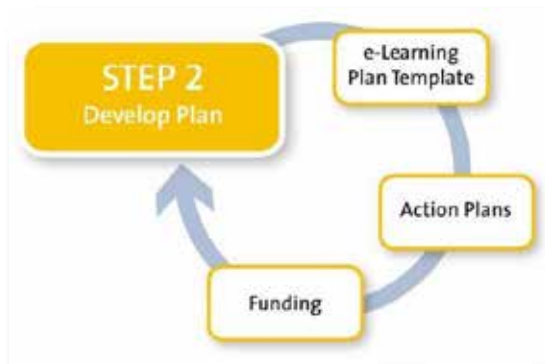 STEP 2
Develop Plan
e-Learning
Plan Template
Action Plans
Funding